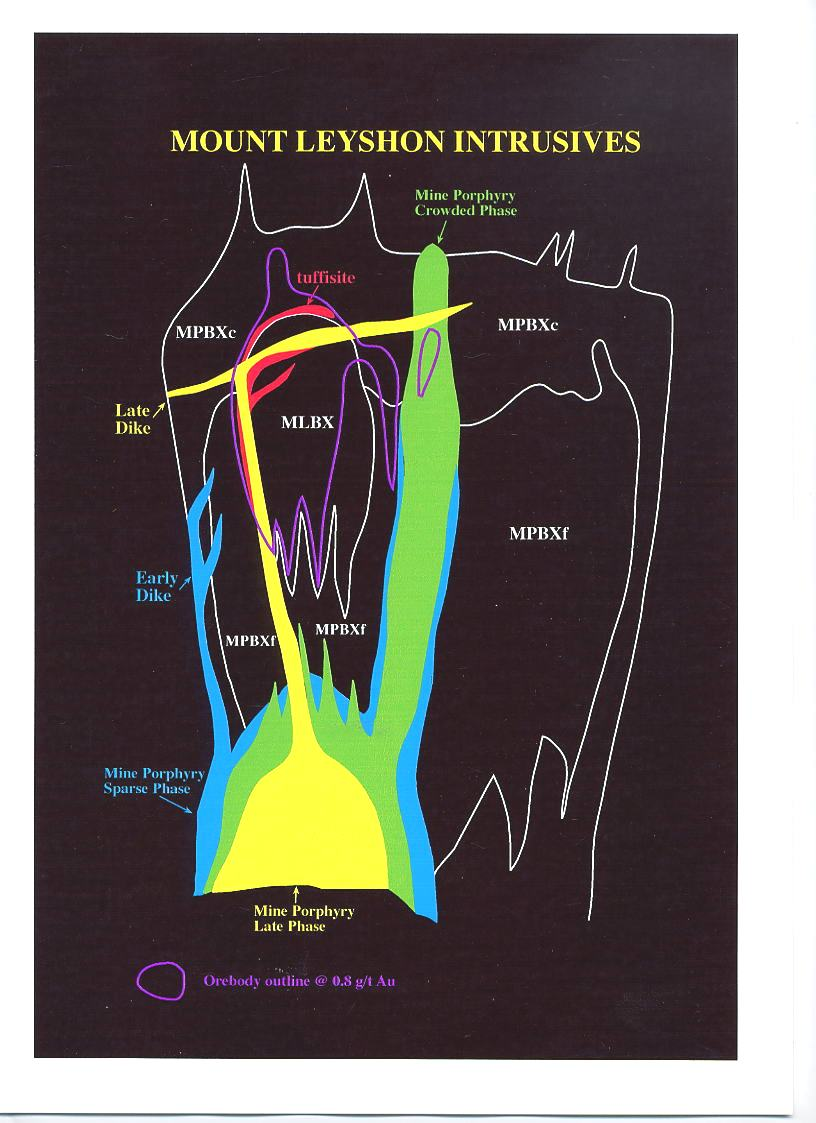 MOUNT LEYSHON INTRUSIVES
Mine Porphyry
Crowded Phase
tuffisite
MPBXc
MPBXc
Late
Dike
MLBX
MPBXf
Early
Dike
MPBXf
MPBXf
Mine Porphyry
Sparse Phase
Mine Porphyry
Late Phase
Orebody outline @ 0.8 g/t Au